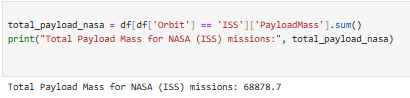 total_payload_nasa = df[df['Orbit'] == 'ISS']['PayloadMass'].sum()
print("Total Payload Mass for NASA (ISS) missions:", total_payload_nasa)
Total Payload Mass for NASA (ISS) missions: 68878.7